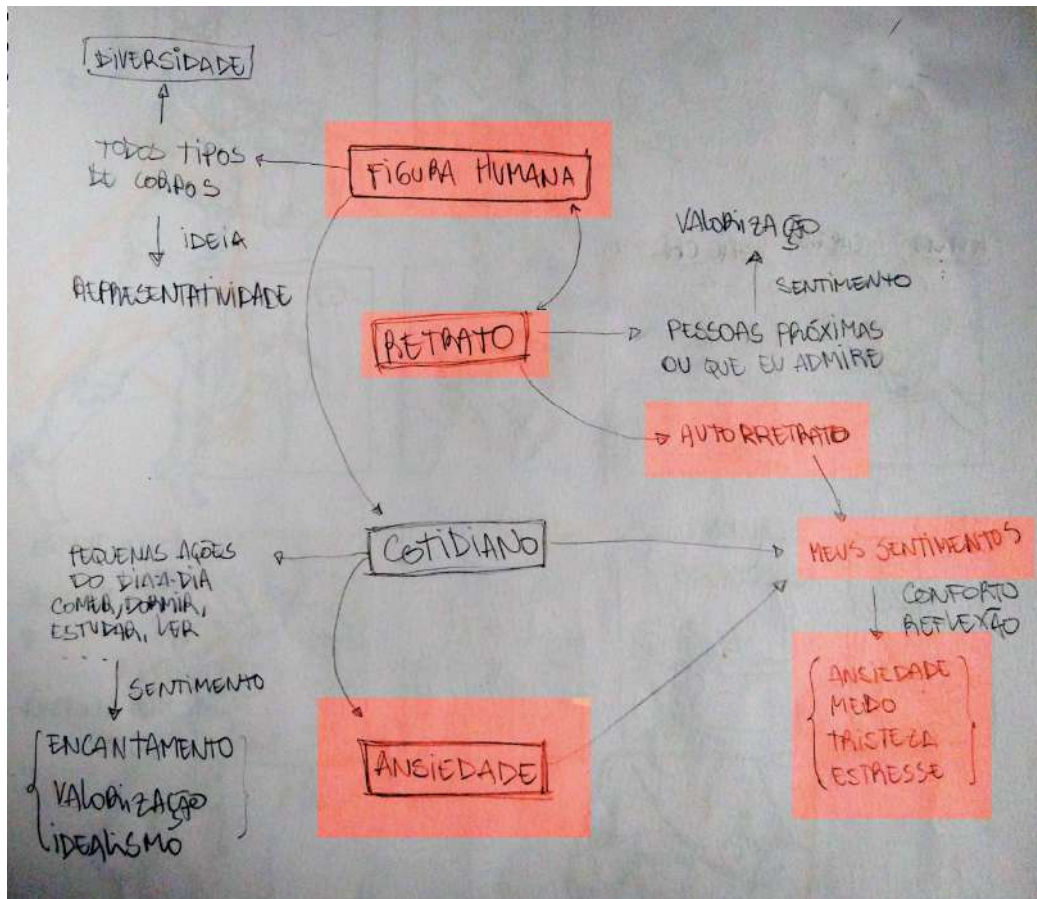 DIVERSIDADE
TODOS TIPOS
DE CORPOS
IDEIA
REPRESENTATIVIDADE
FIGURA HUMANA
VALORIZAÇÃO
SENTIMENTO
RETRATO
PESSOAS PRÓXIMAS
OU QUE EU ADMIRE
AUTORRETRATO
COTIDIANO
MEUS SENTIMENTOS
PEQUENAS AÇÕES
DO DIA-A-DIA
COMER, DORMIR,
ESTUDAR, LER
...
SENTIMENTO
ENCANTAMENTO
VALORIZAÇÃO
IDEALISMO
ANSIEDADE
CONFORTO
REFLEXÃO
ANSIEDADE
MEDO
TRISTEZA
ESTRESSE